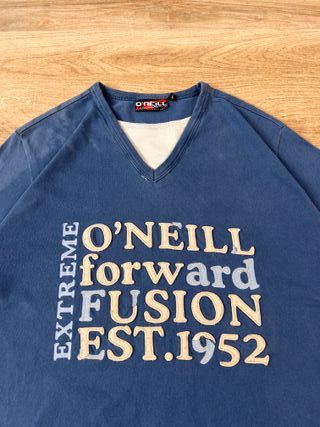 O'NEILL
L
EXTREME
O'NEILL
forward
FUSION
EST.1952